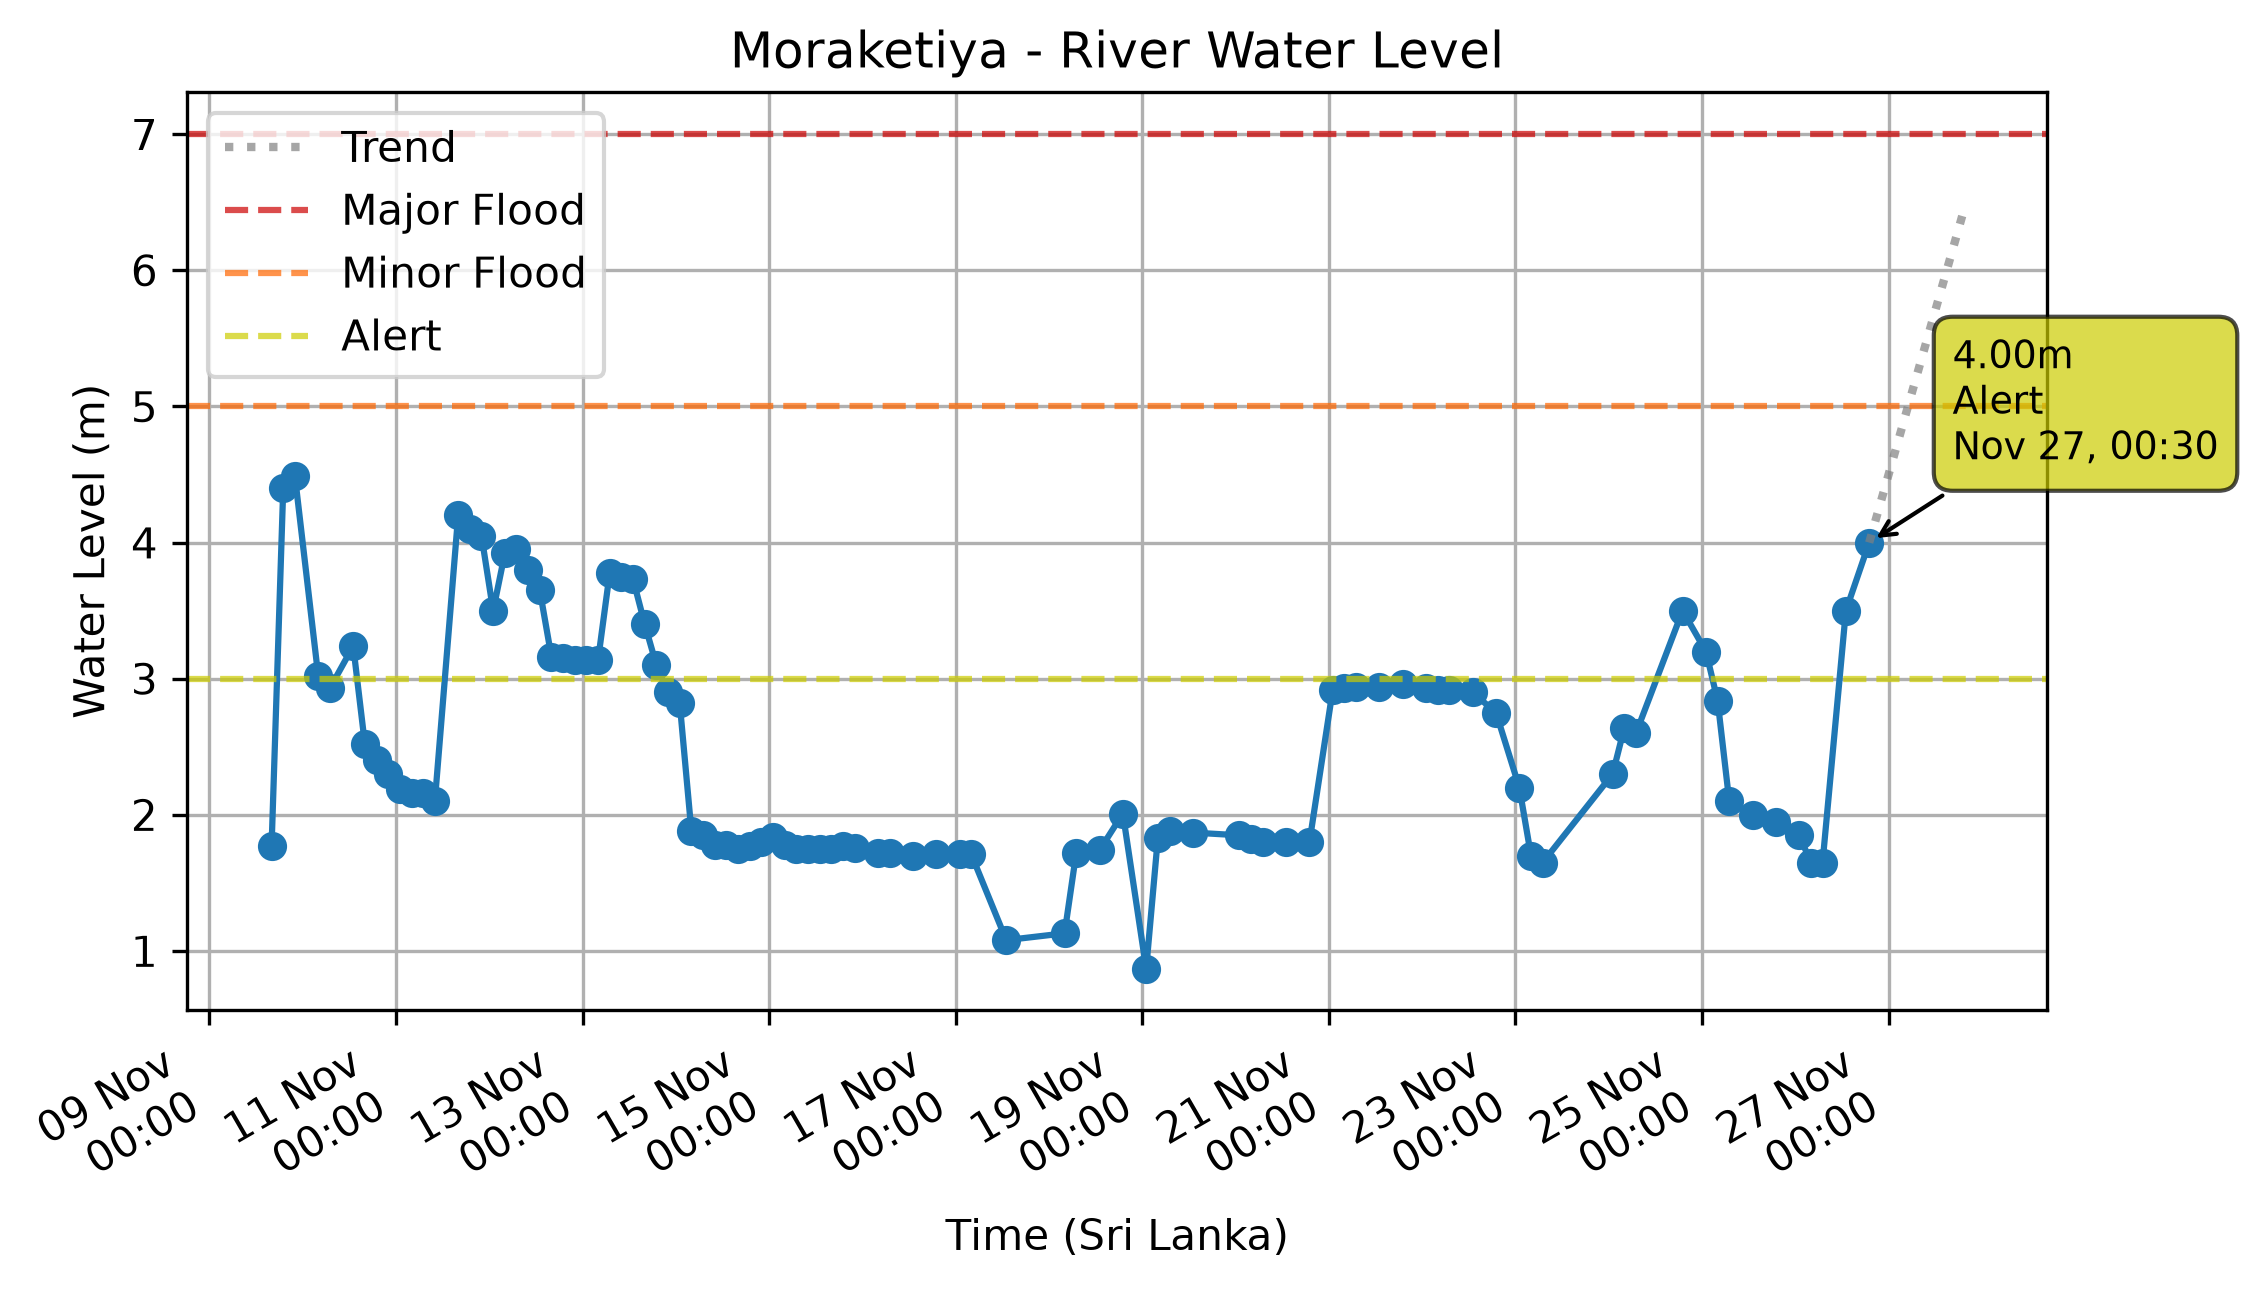 Moraketiya - River Water Level
Trend
Major Flood
Minor Flood
Alert
7
6
5
4
3
2
1
Water Level (m)
4.00m
Alert
Nov 27, 00:30
09 Nov
00:00
11 Nov
00:00
13 Nov
00:00
15 Nov
00:00
17 Nov
00:00
19 Nov
00:00
21 Nov
00:00
23 Nov
00:00
25 Nov
00:00
27 Nov
00:00
Time (Sri Lanka)